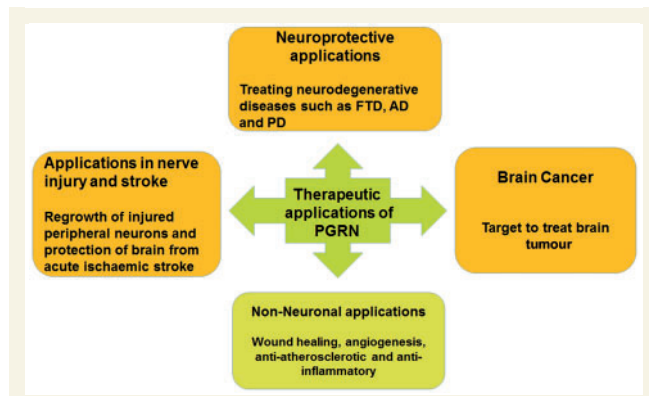 Neuroprotective
applications
Treating neurodegenerative
diseases such as FTD, AD
and PD
Applications in nerve
injury and stroke
Regrowth of injured
peripheral neurons and
protection of brain from
acute ischaemic stroke
Therapeutic
applications of
PGRN
Brain Cancer
Target to treat brain
tumour
Non-Neuronal applications
Wound healing, angiogenesis,
anti-atherosclerotic and anti-
inflammatory